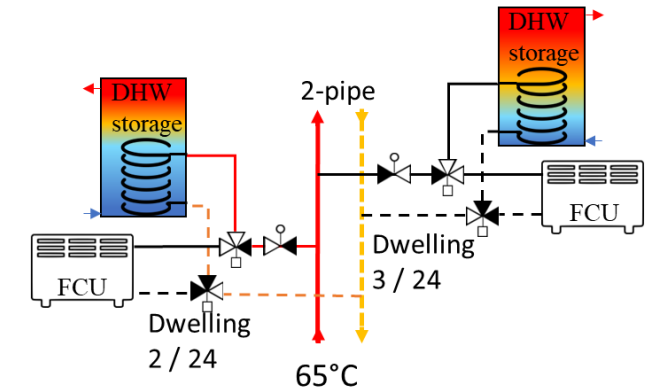 DHW
storage
DHW
storage
2-pipe
FCU
Dwelling
3 / 24
FCU
Dwelling
2 / 24
65°C